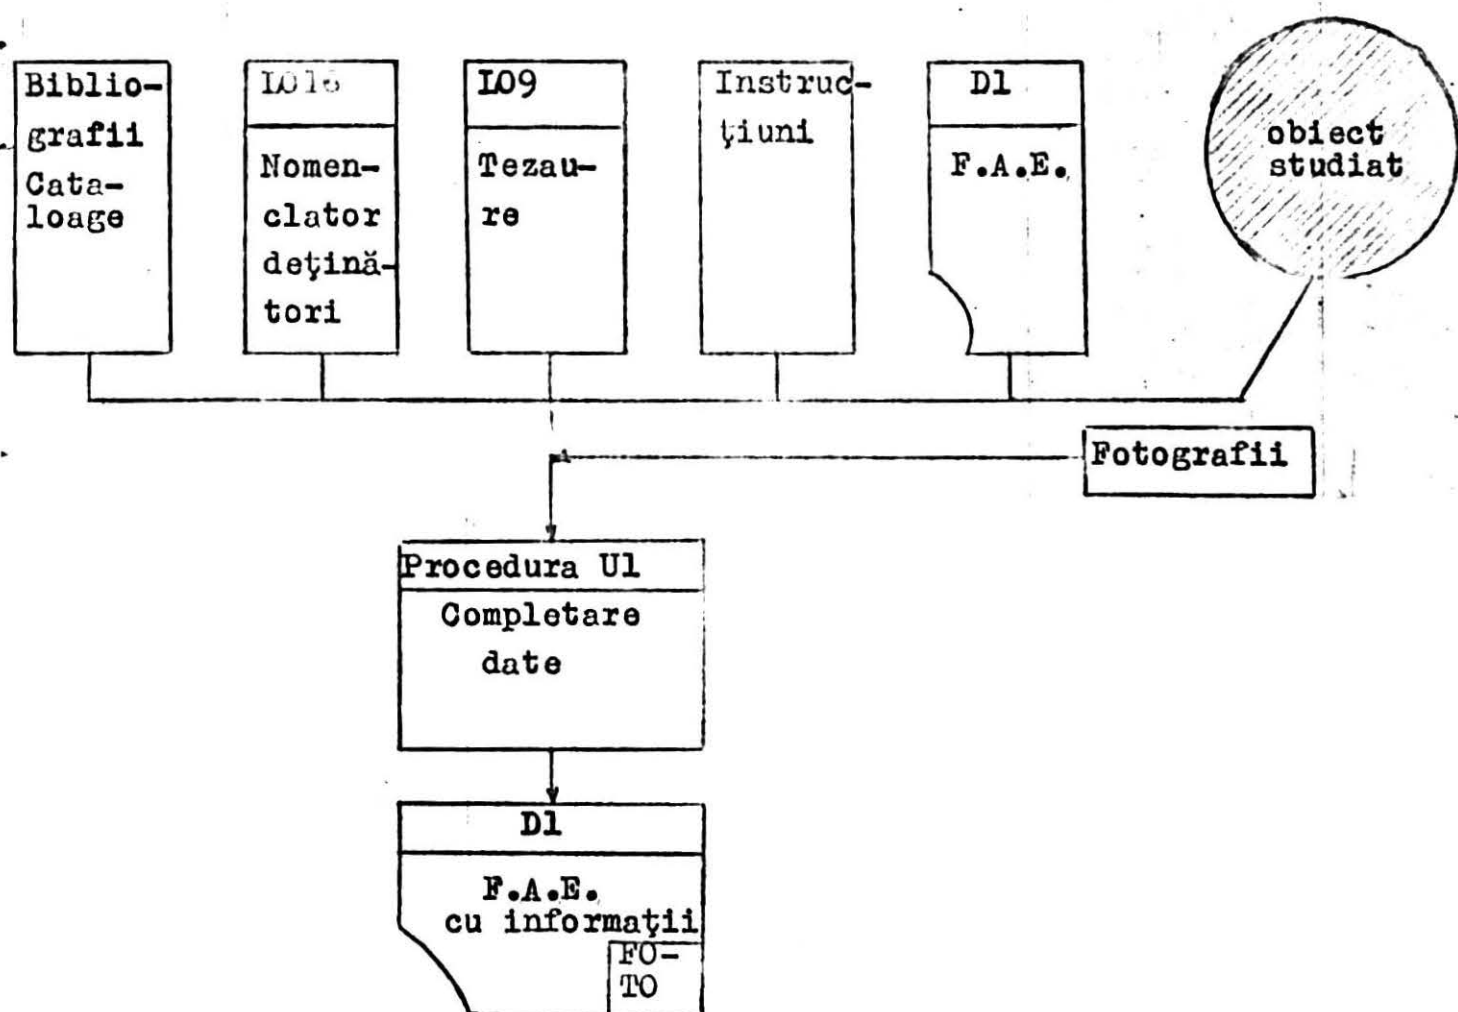 Biblio-
grafii
Cata-
loage
Nomen-
clator
deţină-
tori
LO9
Tezau-
re
Instruc-
ţiuni
D1
F.A.E.
obiect
studiat
Fotografii
Procedura U1
Completare
date
D1
F.A.E.
cu informaţii
FO-
TO